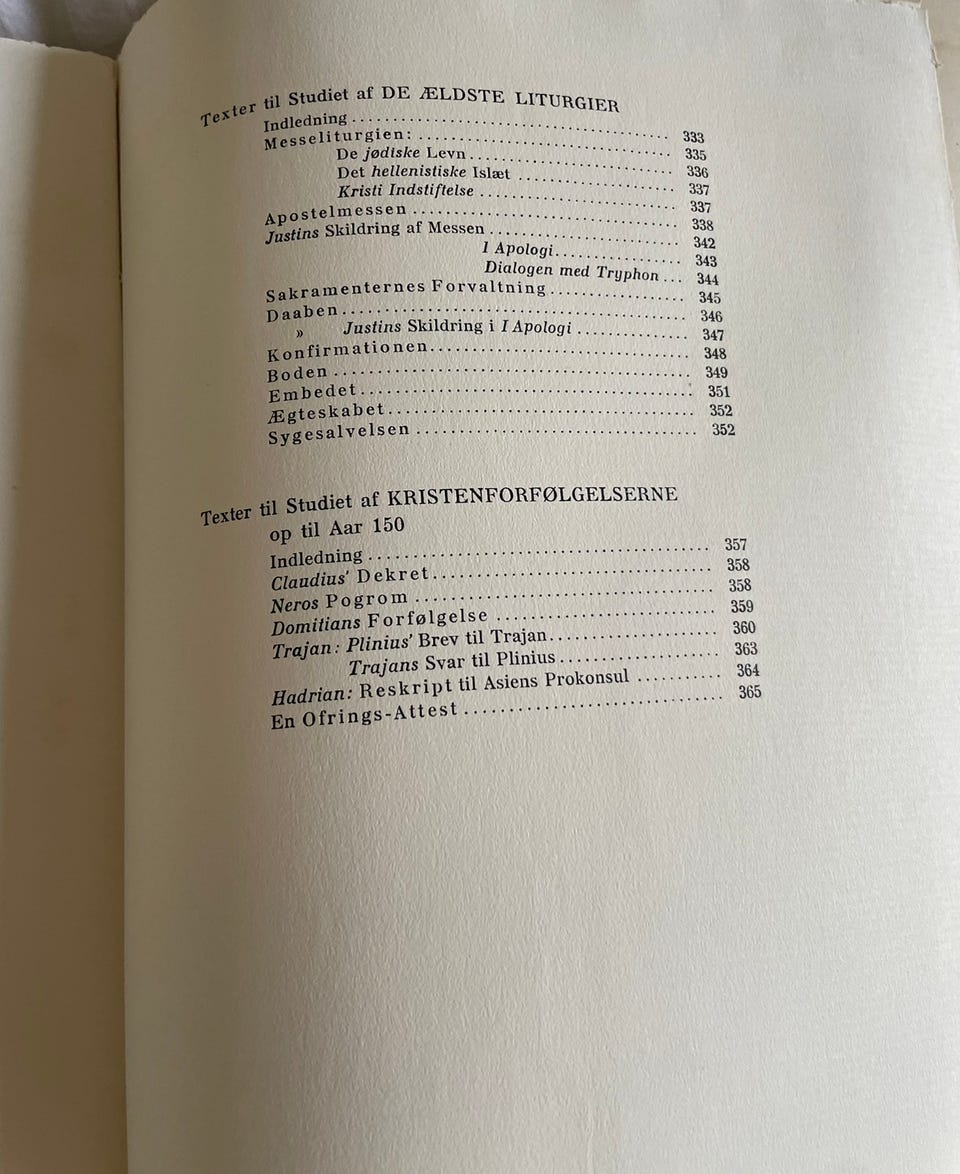 Texter til Studiet af DE ÆLDSTE LITURGIER
Indledning ........ 333
Messeliturgien: ........ 335
De jødiske Levn ........ 336
Det hellenistiske Islæt ........ 337
Kristi Indstiftelse ........ 337
Apostelmessen ........ 338
Justins Skildring af Messen ........ 342
I Apologi ........ 343
Dialogen med Tryphon ... 344
Sakramenternes Forvaltning ........ 345
Daaben ........ 346
» Justins Skildring i I Apologi ........ 347
Konfirmationen ........ 348
Boden ........ 349
Embedet ........ 351
Ægteskabet ........ 352
Sygesalvelsen ........ 352
Texter til Studiet af KRISTENFORFØLGELSERNE
op til Aar 150
Indledning ........ 357
Claudius' Dekret ........ 358
Neros Pogrom ........ 358
Domitians Forfølgelse ........ 359
Trajan: Plinius' Brev til Trajan ........ 360
Trajans Svar til Plinius ........ 363
Hadrian: Reskript til Asiens Prokonsul ........ 364
En Ofrings-Attest ........ 365